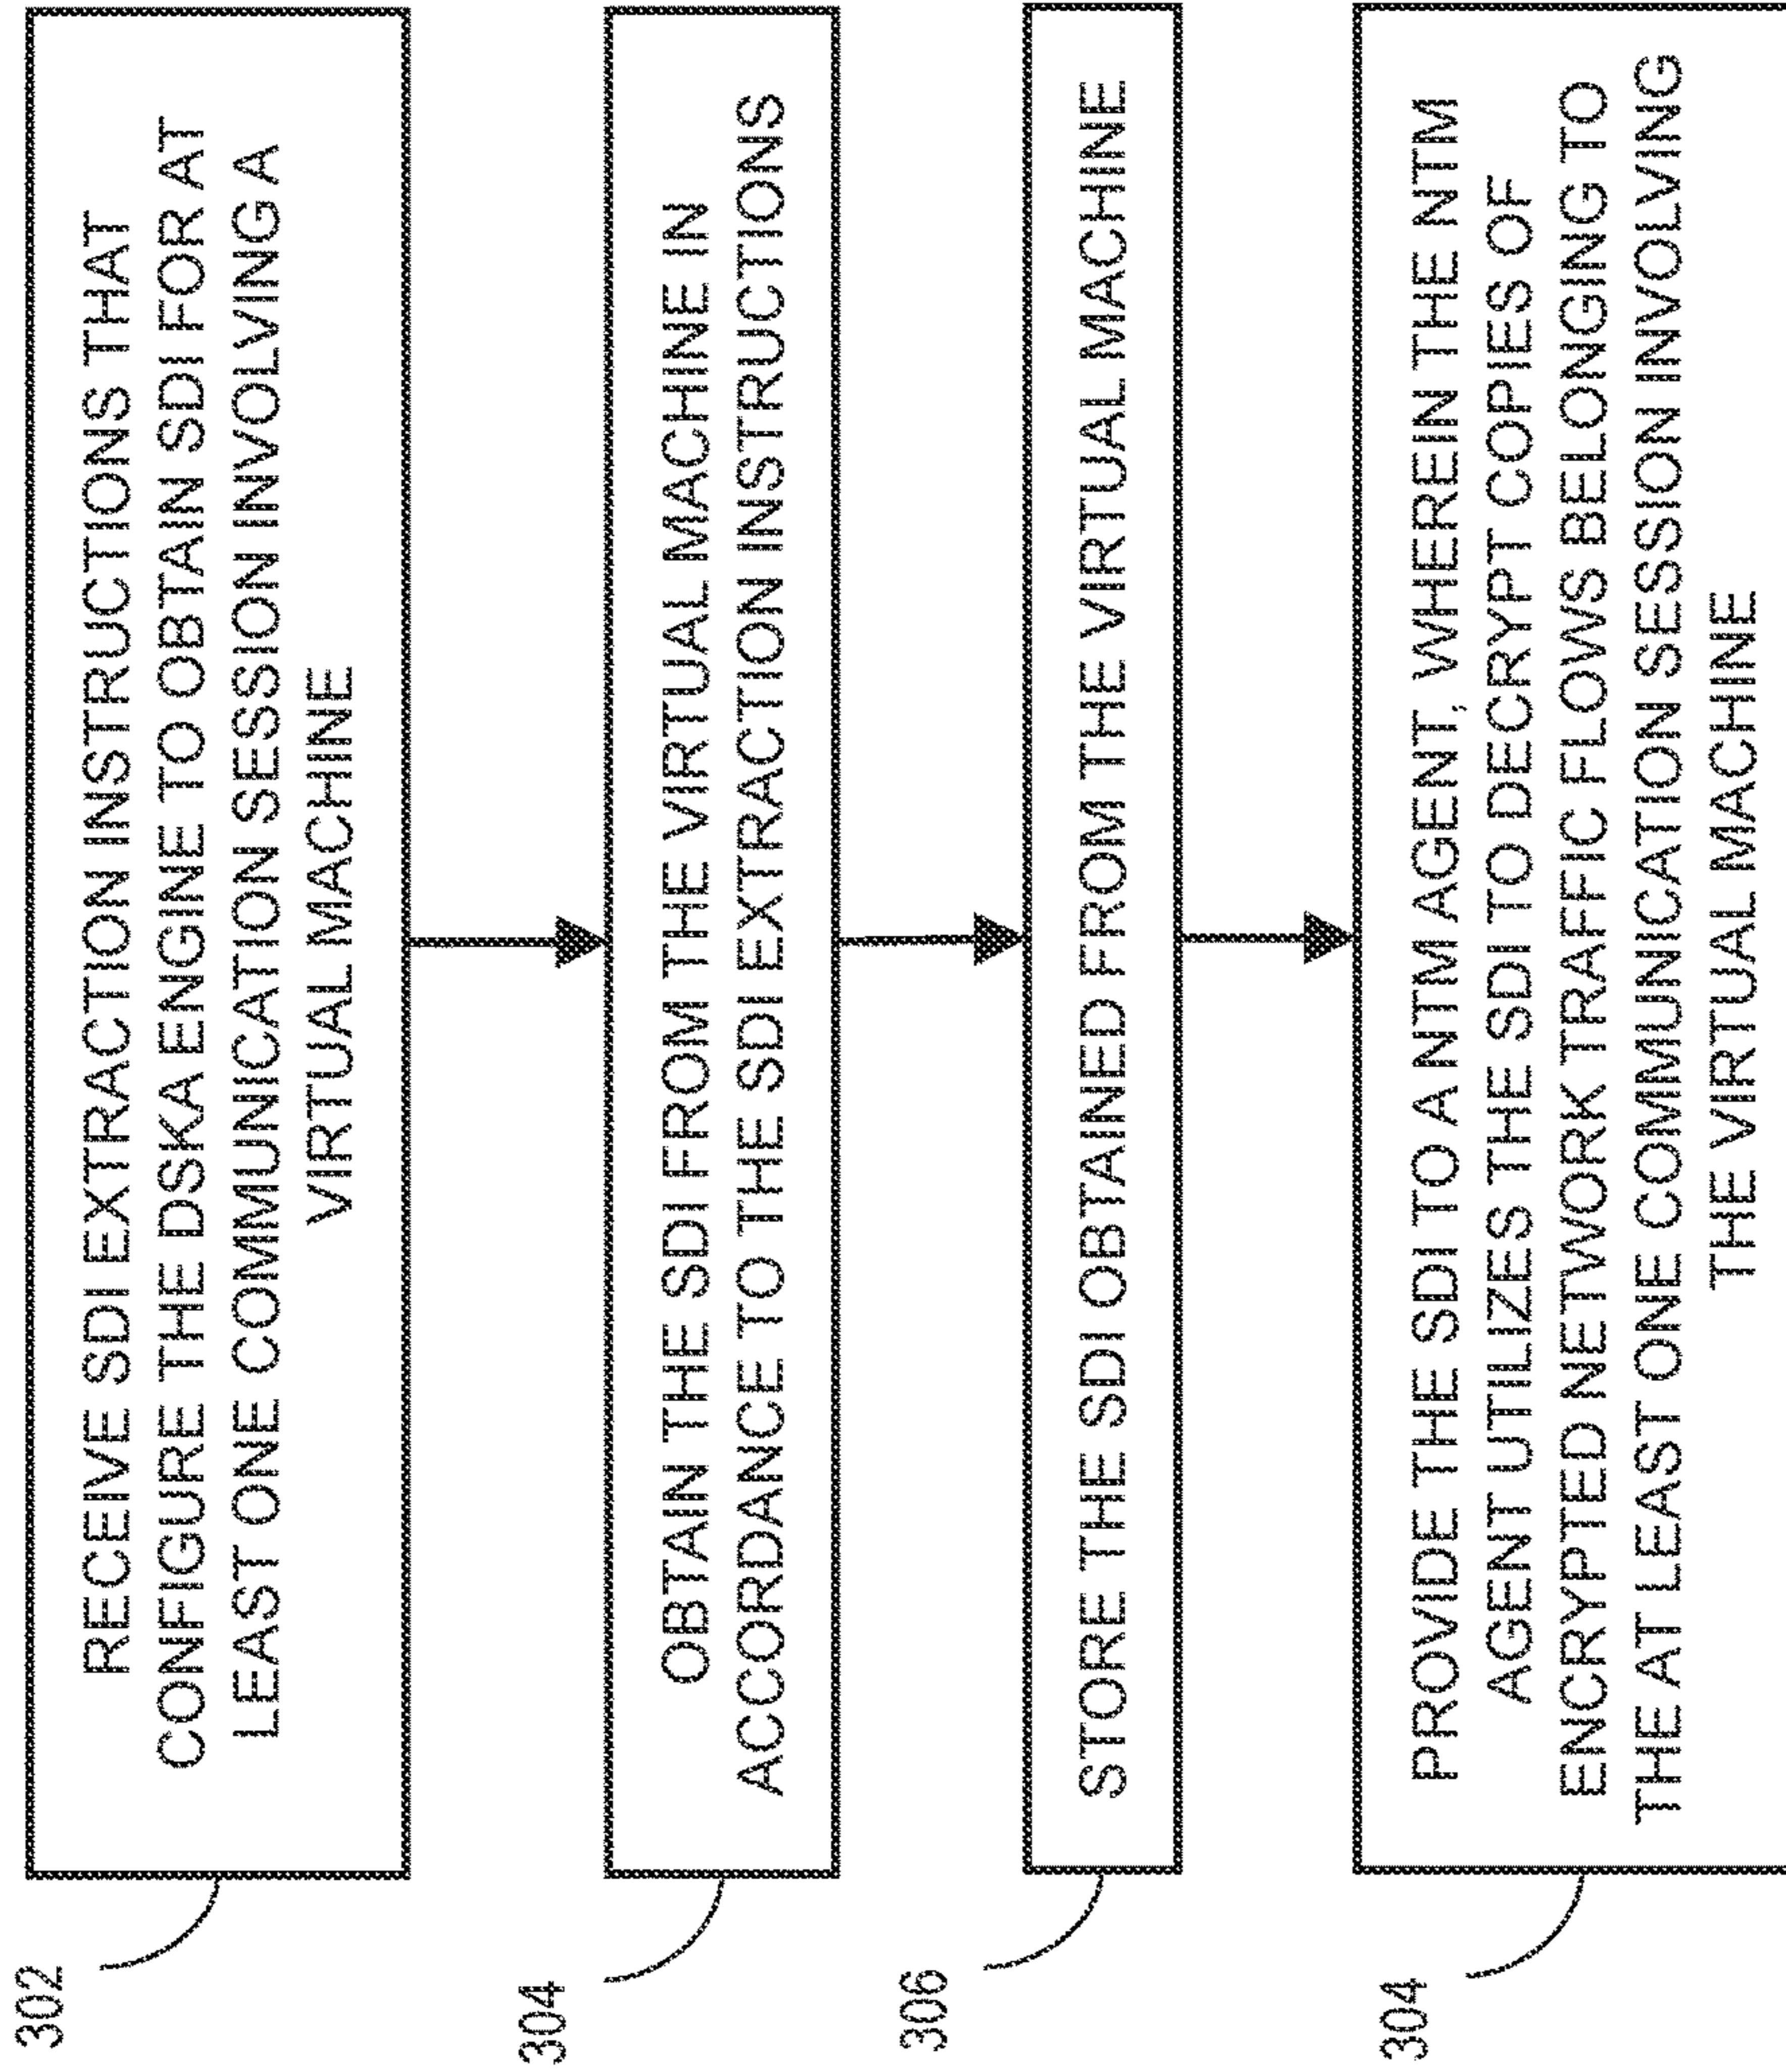 302
RECEIVE SDI EXTRACTION INSTRUCTIONS THAT
CONFIGURE THE DSKA ENGINE TO OBTAIN SDI FOR AT
LEAST ONE COMMUNICATION SESSION INVOLVING A
VIRTUAL MACHINE
304
OBTAIN THE SDI FROM THE VIRTUAL MACHINE IN
ACCORDANCE TO THE SDI EXTRACTION INSTRUCTIONS
306
STORE THE SDI OBTAINED FROM THE VIRTUAL MACHINE
304
PROVIDE THE SDI TO A NTM AGENT, WHEREIN THE NTM
AGENT UTILIZES THE SDI TO DECRYPT COPIES OF
ENCRYPTED NETWORK TRAFFIC FLOWS BELONGING TO
THE AT LEAST ONE COMMUNICATION SESSION INVOLVING
THE VIRTUAL MACHINE